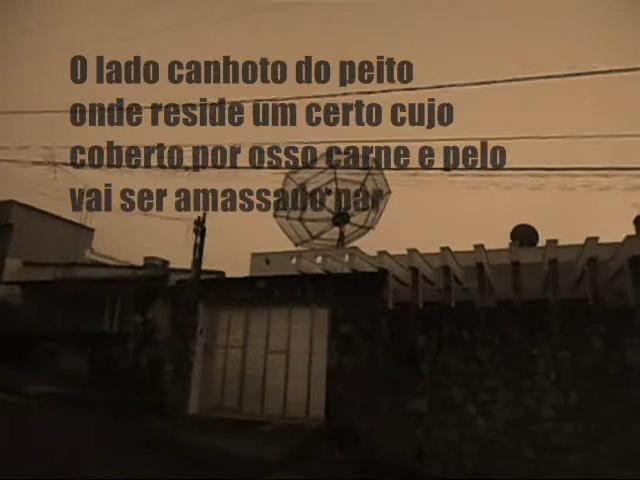 O lado canhoto do peito
onde reside um certo cujo
coberto por osso carne e pelo
vai ser amassado par